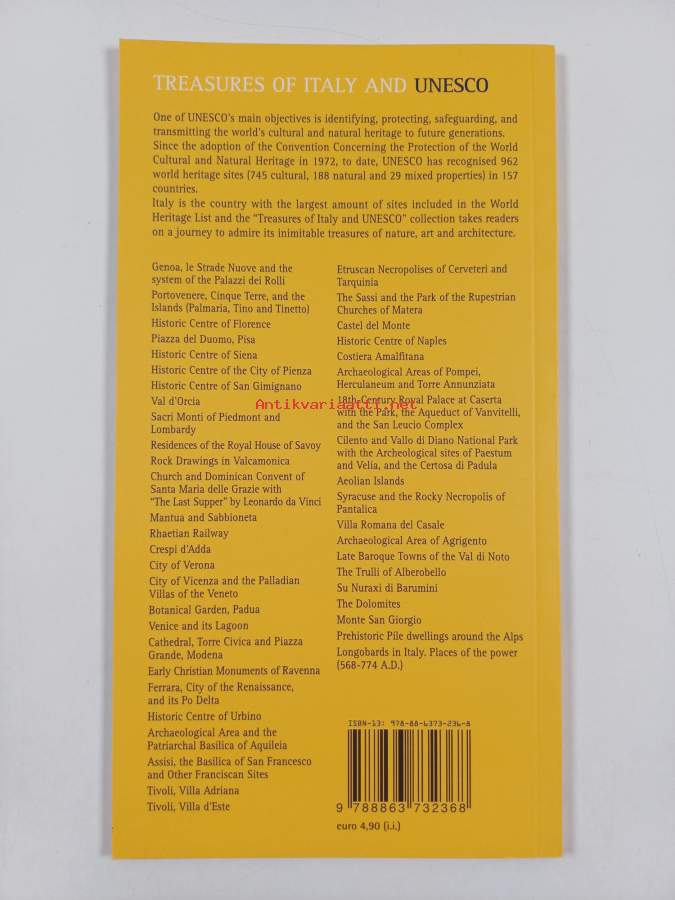 TREASURES OF ITALY AND UNESCO
One of UNESCO's main objectives is identifying, protecting, safeguarding, and
transmitting the world's cultural and natural heritage to future generations.
Since the adoption of the Convention Concerning the Protection of the World
Cultural and Natural Heritage in 1972, to date, UNESCO has recognised 962
world heritage sites (745 cultural, 188 natural and 29 mixed properties) in 157
countries.
Italy is the country with the largest amount of sites included in the World
Heritage List and the "Treasures of Italy and UNESCO" collection takes readers
on a journey to admire its inimitable treasures of nature, art and architecture.
Genoa, le Strade Nuove and the
system of the Palazzi dei Rolli
Portovenere, Cinque Terre, and the
Islands (Palmaria, Tino and Tinetto)
Historic Centre of Florence
Piazza del Duomo, Pisa
Historic Centre of Siena
Historic Centre of the City of Pienza
Historic Centre of San Gimignano
Val d'Orcia
Sacri Monti of Piedmont and
Lombardy
Residences of the Royal House of Savoy
Rock Drawings in Valcamonica
Church and Dominican Convent of
Santa Maria delle Grazie with
"The Last Supper" by Leonardo da Vinci
Mantua and Sabbioneta
Rhaetian Railway
Crespi d'Adda
City of Verona
City of Vicenza and the Palladian
Villas of the Veneto
Botanical Garden, Padua
Venice and its Lagoon
Cathedral, Torre Civica and Piazza
Grande, Modena
Early Christian Monuments of Ravenna
Ferrara, City of the Renaissance,
and its Po Delta
Historic Centre of Urbino
Archaeological Area and the
Patriarchal Basilica of Aquileia
Assisi, the Basilica of San Francesco
and Other Franciscan Sites
Tivoli, Villa Adriana
Tivoli, Villa d'Este
Etruscan Necropolises of Cerveteri and
Tarquinia
The Sassi and the Park of the Rupestrian
Churches of Matera
Castel del Monte
Historic Centre of Naples
Costiera Amalfitana
Archaeological Areas of Pompei,
Herculaneum and Torre Annunziata
18th-Century Royal Palace at Caserta
with the Park, the Aqueduct of Vanvitelli,
and the San Leucio Complex
Cilento and Vallo di Diano National Park
with the Archeological sites of Paestum
and Velia, and the Certosa di Padula
Aeolian Islands
Syracuse and the Rocky Necropolis of
Pantalica
Villa Romana del Casale
Archaeological Area of Agrigento
Late Baroque Towns of the Val di Noto
The Trulli of Alberobello
Su Nuraxi di Barumini
The Dolomites
Monte San Giorgio
Prehistoric Pile dwellings around the Alps
Longobards in Italy. Places of the power
(568-774 A.D.)
Antikvariaatti.net
ISBN-13: 978-88-6373-236-8
9 788863 732368
euro 4,90 (i.i.)